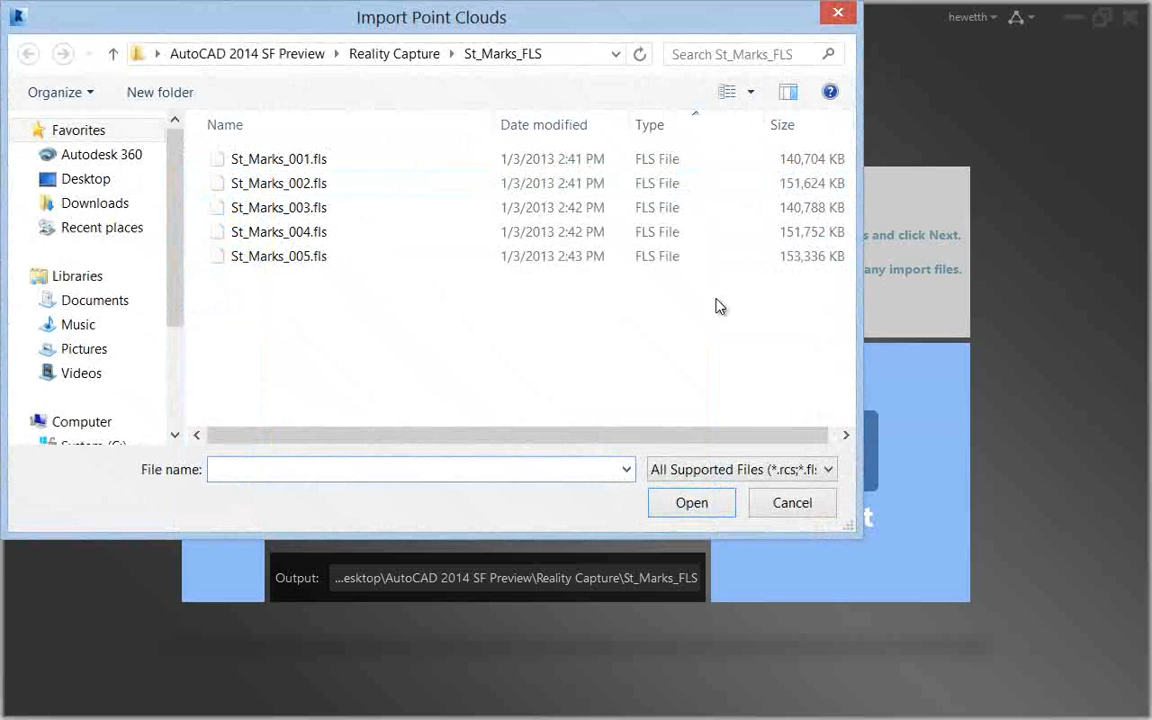 Import Point Clouds
hewetth
AutoCAD 2014 SF Preview Reality Capture St_Marks_FLS
Search St_Marks_FLS
Organize New folder
Name Date modified Type Size
Favorites
Autodesk 360
Desktop
Downloads
Recent places
Libraries
Documents
Music
Pictures
Videos
Computer
St_Marks_001.fls 1/3/2013 2:41 PM FLS File 140,704 KB
St_Marks_002.fls 1/3/2013 2:41 PM FLS File 151,624 KB
St_Marks_003.fls 1/3/2013 2:42 PM FLS File 140,788 KB
St_Marks_004.fls 1/3/2013 2:42 PM FLS File 151,752 KB
St_Marks_005.fls 1/3/2013 2:43 PM FLS File 153,336 KB
s and click Next.
any import files.
File name: All Supported Files (*.rcs;*.fl
Open Cancel
t
Output: ...esktop\AutoCAD 2014 SF Preview\Reality Capture\St_Marks_FLS